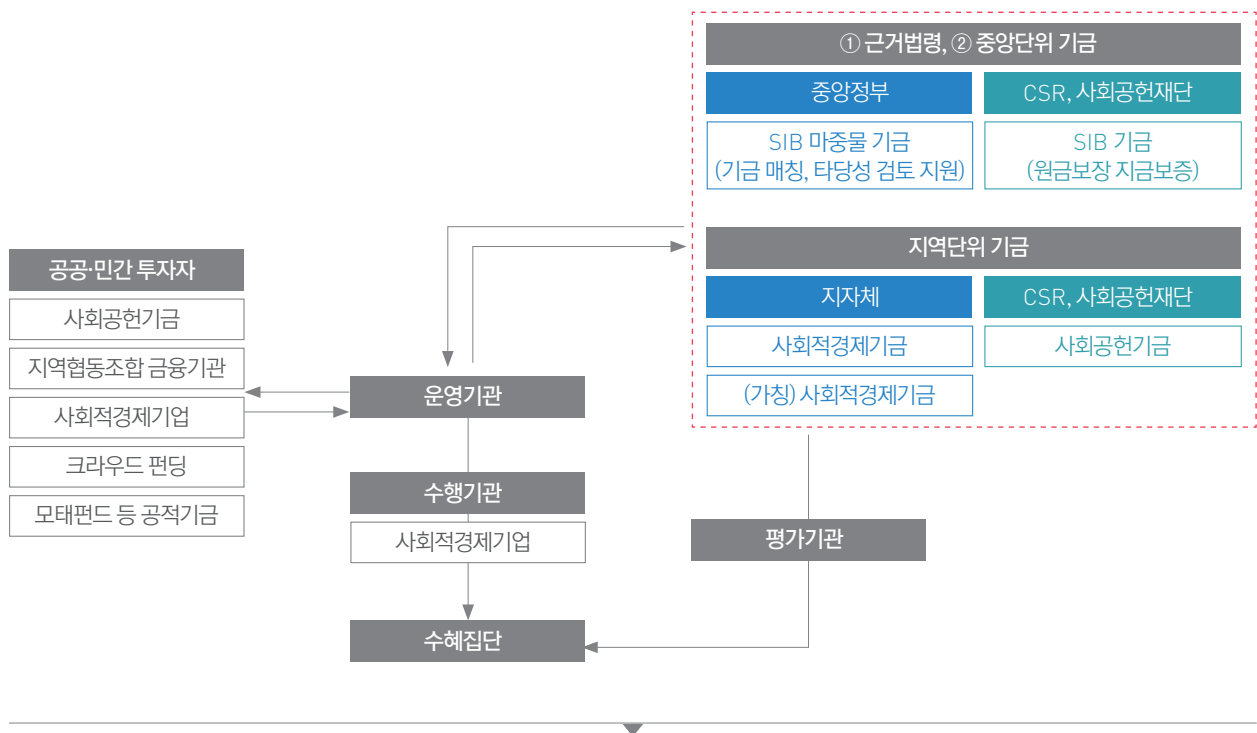 ① 근거법령, ② 중앙단위 기금
중앙정부
CSR, 사회공헌재단
SIB 마중물 기금
(기금 매칭, 타당성 검토 지원)
SIB 기금
(원금보장 지금보증)
지역단위 기금
지자체
CSR, 사회공헌재단
사회적경제기금
사회공헌기금
(가칭) 사회적경제기금
공공·민간 투자자
사회공헌기금
지역협동조합 금융기관
사회적경제기업
크라우드 펀딩
모태펀드 등 공적기금
운영기관
수행기관
사회적경제기업
평가기관
수혜집단